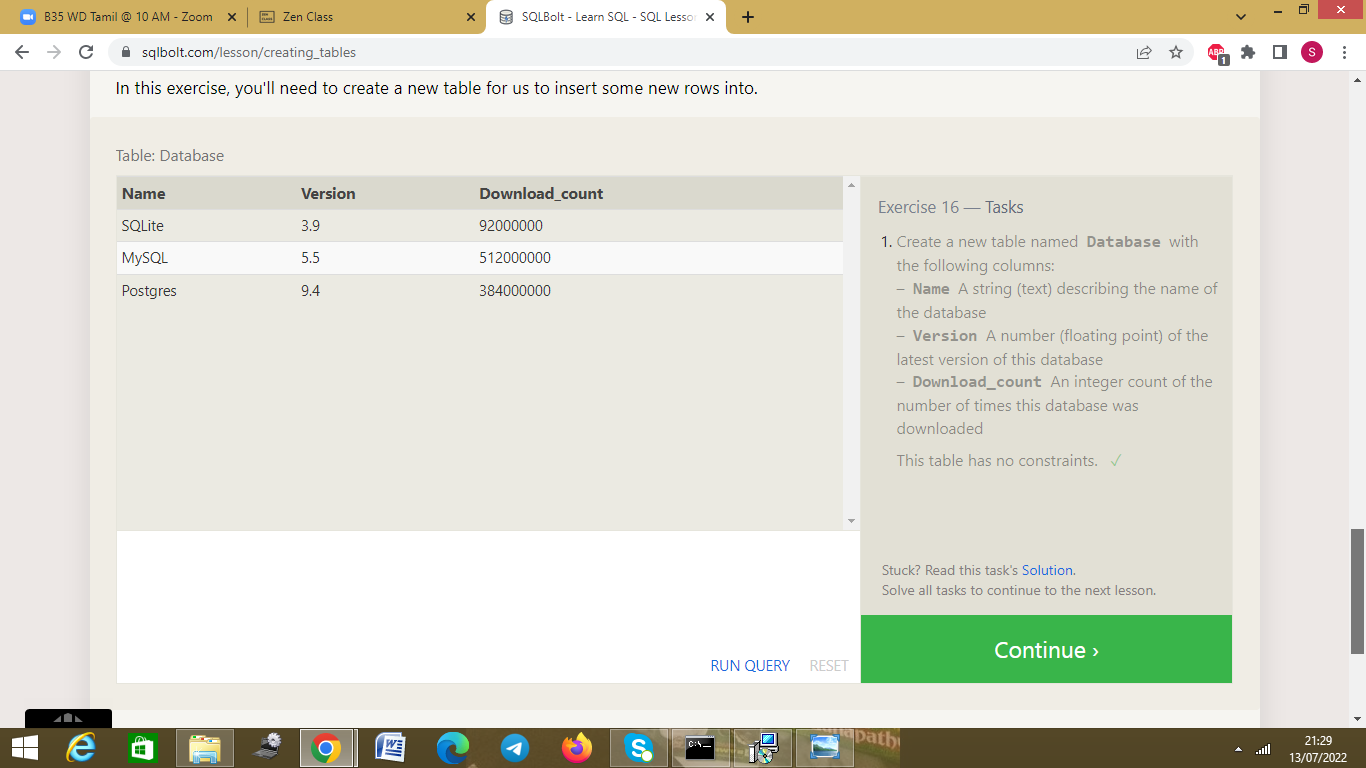 B35 WD Tamil @ 10 AM - Zoom
Zen Class
SQLBolt - Learn SQL - SQL Lesso
sqlbolt.com/lesson/creating_tables
ABP
1
S
In this exercise, you'll need to create a new table for us to insert some new rows into.
Table: Database
Name Version Download_count
SQLite 3.9 92000000
MySQL 5.5 512000000
Postgres 9.4 384000000
Exercise 16 — Tasks
1. Create a new table named Database with
the following columns:
– Name A string (text) describing the name of
the database
– Version A number (floating point) of the
latest version of this database
– Download_count An integer count of the
number of times this database was
downloaded
This table has no constraints. ✓
Stuck? Read this task's Solution.
Solve all tasks to continue to the next lesson.
RUN QUERY RESET
Continue ›
21:29
13/07/2022